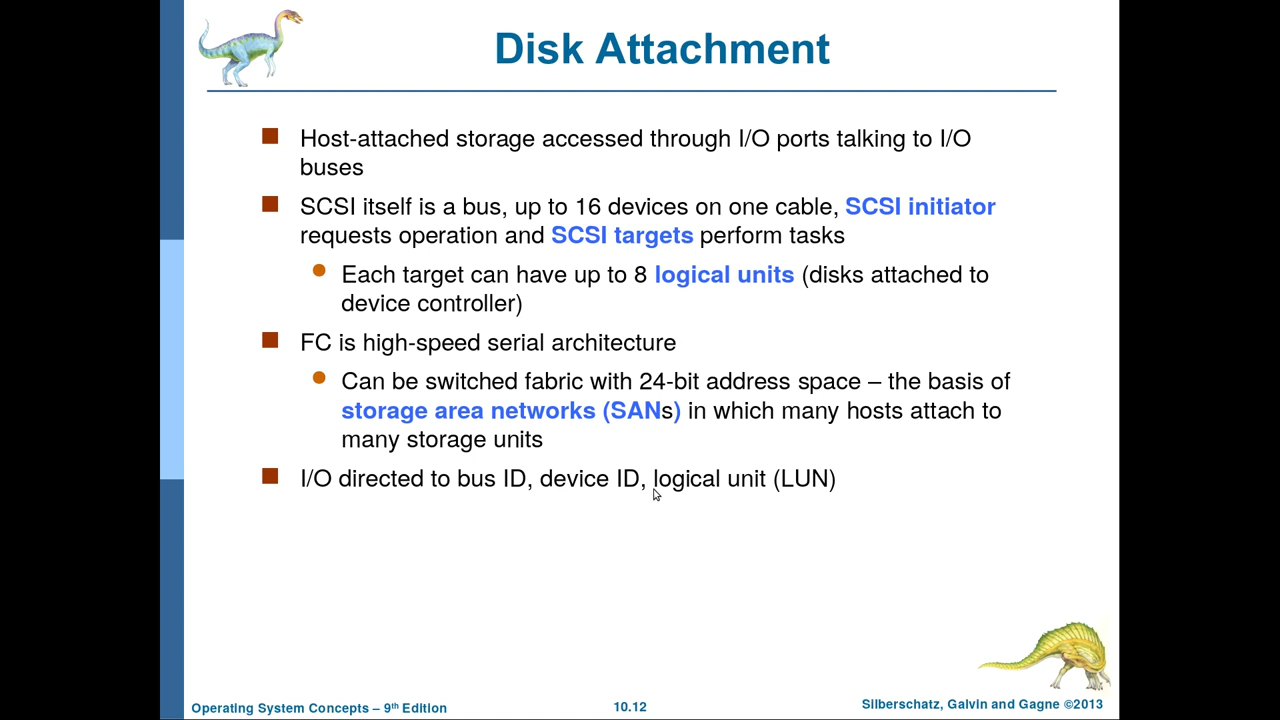 Disk Attachment
Host-attached storage accessed through I/O ports talking to I/O
buses
SCSI itself is a bus, up to 16 devices on one cable, SCSI initiator
requests operation and SCSI targets perform tasks
Each target can have up to 8 logical units (disks attached to
device controller)
FC is high-speed serial architecture
Can be switched fabric with 24-bit address space – the basis of
storage area networks (SANs) in which many hosts attach to
many storage units
I/O directed to bus ID, device ID, logical unit (LUN)
Operating System Concepts – 9th Edition
10.12
Silberschatz, Galvin and Gagne ©2013